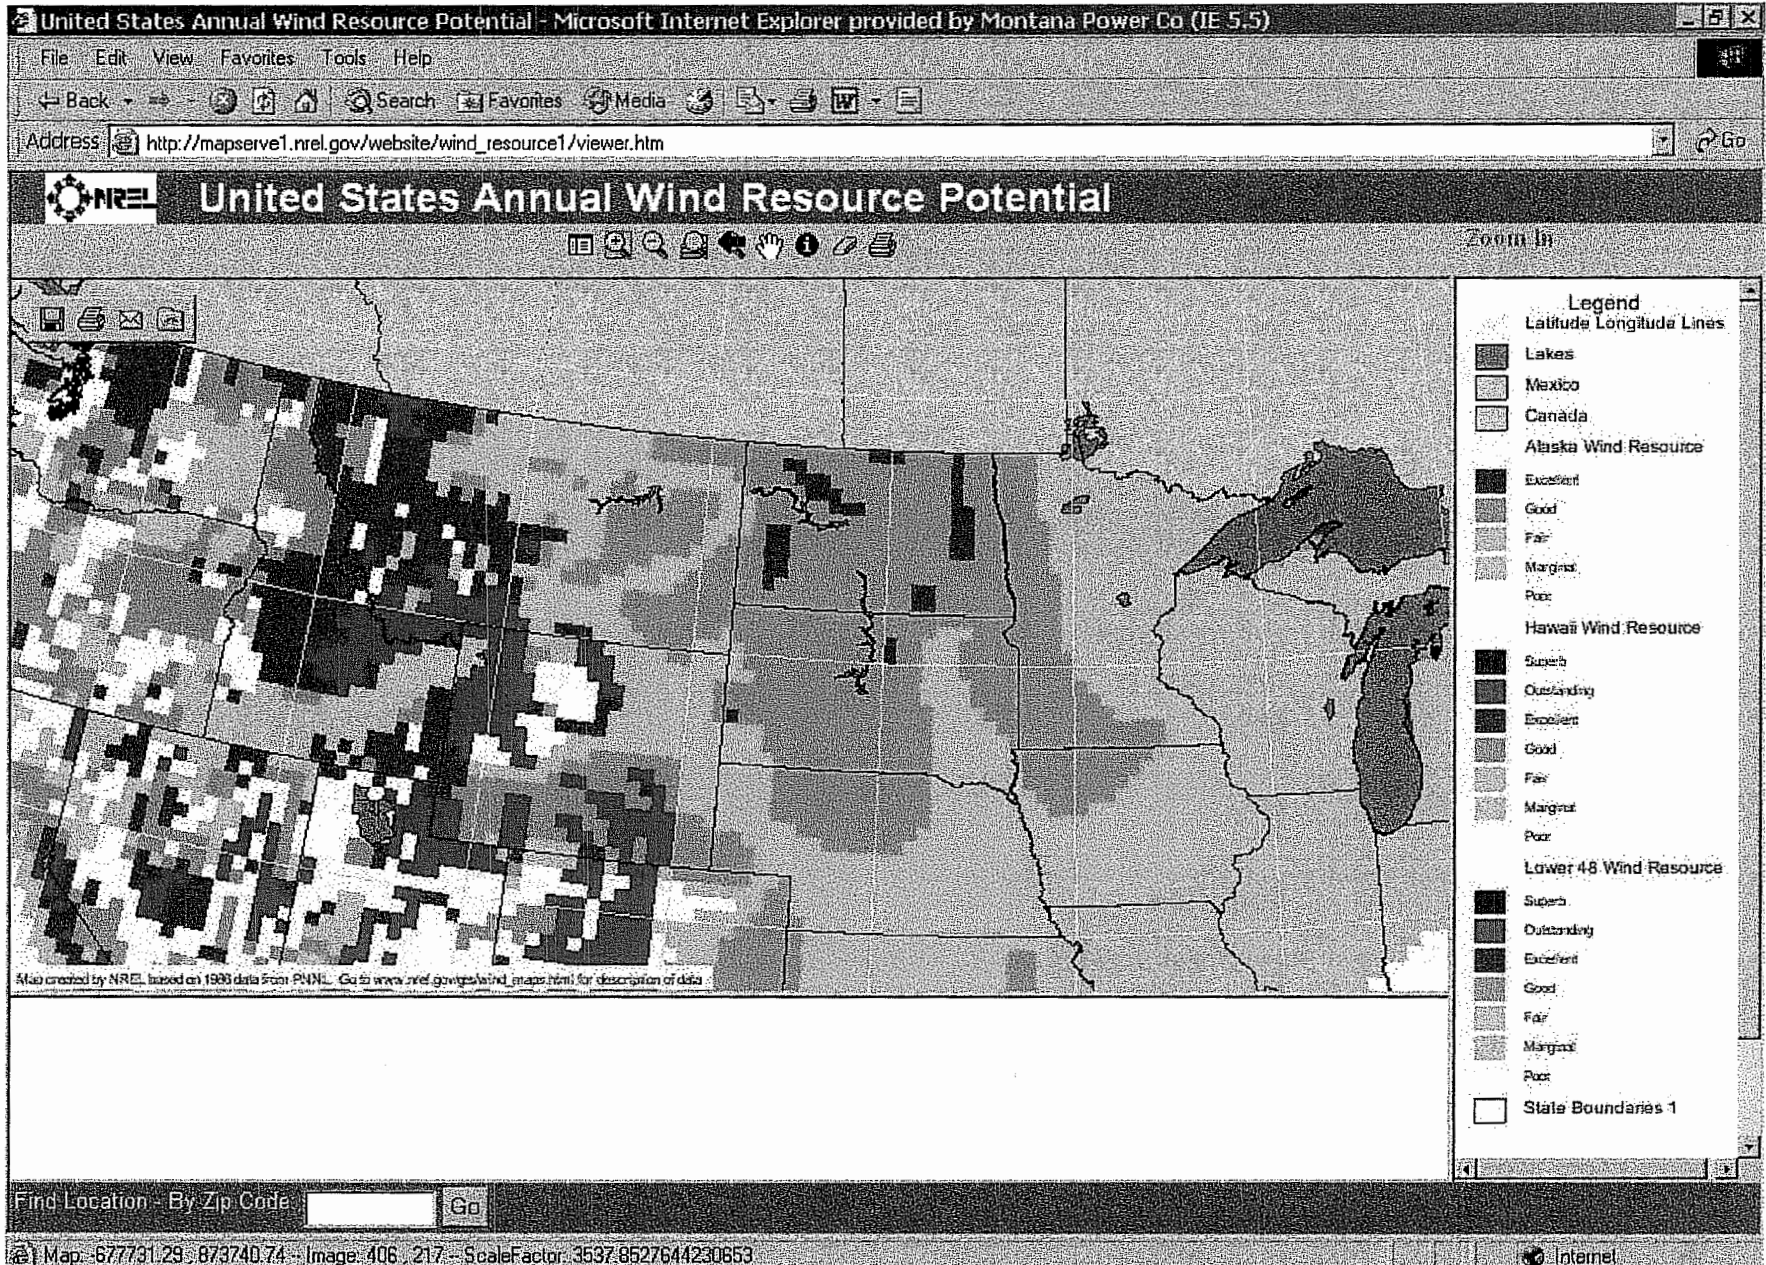 United States Annual Wind Resource Potential - Microsoft Internet Explorer provided by Montana Power Co (IE 5.5)
File Edit View Favorites Tools Help
Back Search Favorites Media
Address http://mapserve1.nrel.gov/website/wind_resource1/viewer.htm Go
NREL United States Annual Wind Resource Potential
Zoom In
Legend
Latitude Longitude Lines
Lakes
Mexico
Canada
Alaska Wind Resource
Excellent
Good
Fair
Marginal
Poor
Hawaii Wind Resource
Superb
Outstanding
Excellent
Good
Fair
Marginal
Poor
Lower 48 Wind Resource
Superb
Outstanding
Excellent
Good
Fair
Marginal
Poor
State Boundaries 1
Map created by NREL based on 1986 data from PNNL. Go to www.nrel.gov/gis/wind_maps.html for description of data
Find Location - By Zip Code Go
Map: -677731.29 , 873740.74 -- Image: 406 , 217 -- ScaleFactor: 3537.8527644230653
Internet